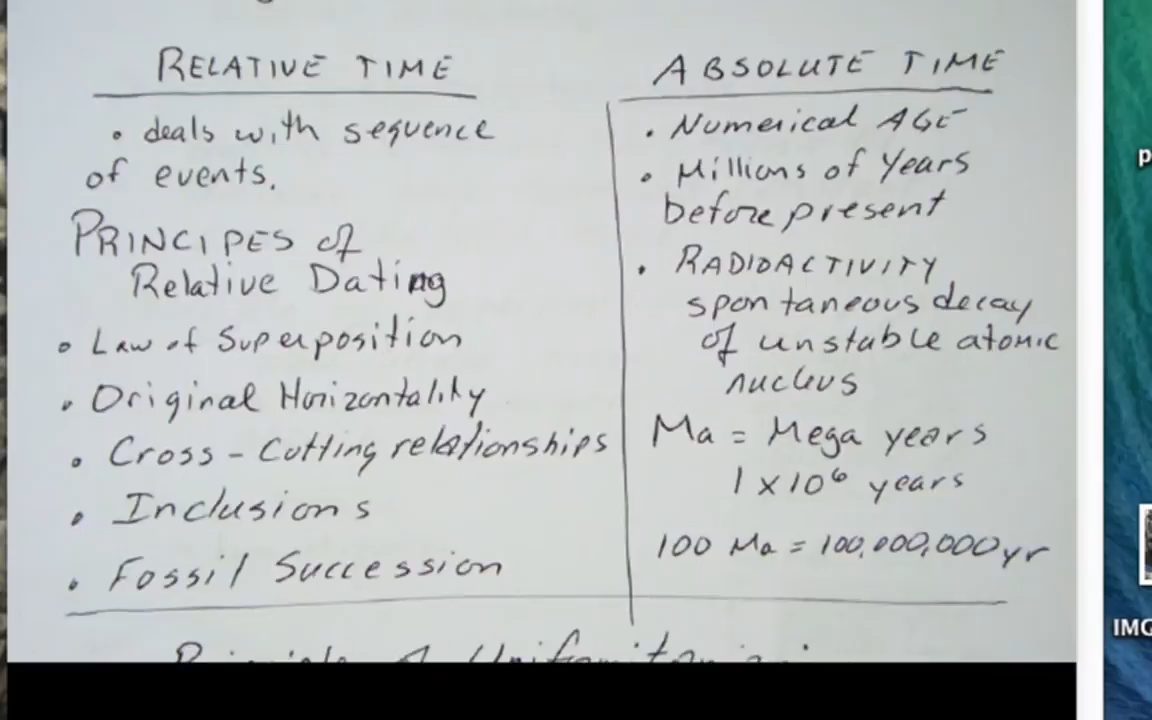 RELATIVE TIME
• deals with sequence
of events.
PRINCIPES of
Relative Dating
• Law of Superposition
• Original Horizontality
• Cross-Cutting relationships
• Inclusions
• Fossil Succession
ABSOLUTE TIME
• Numerical AGE
• Millions of Years
before present
• RADIOACTIVITY
spontaneous decay
of unstable atomic
nucleus
Ma = Mega years
1 x 10⁶ years
100 Ma = 100,000,000 yr
IMG